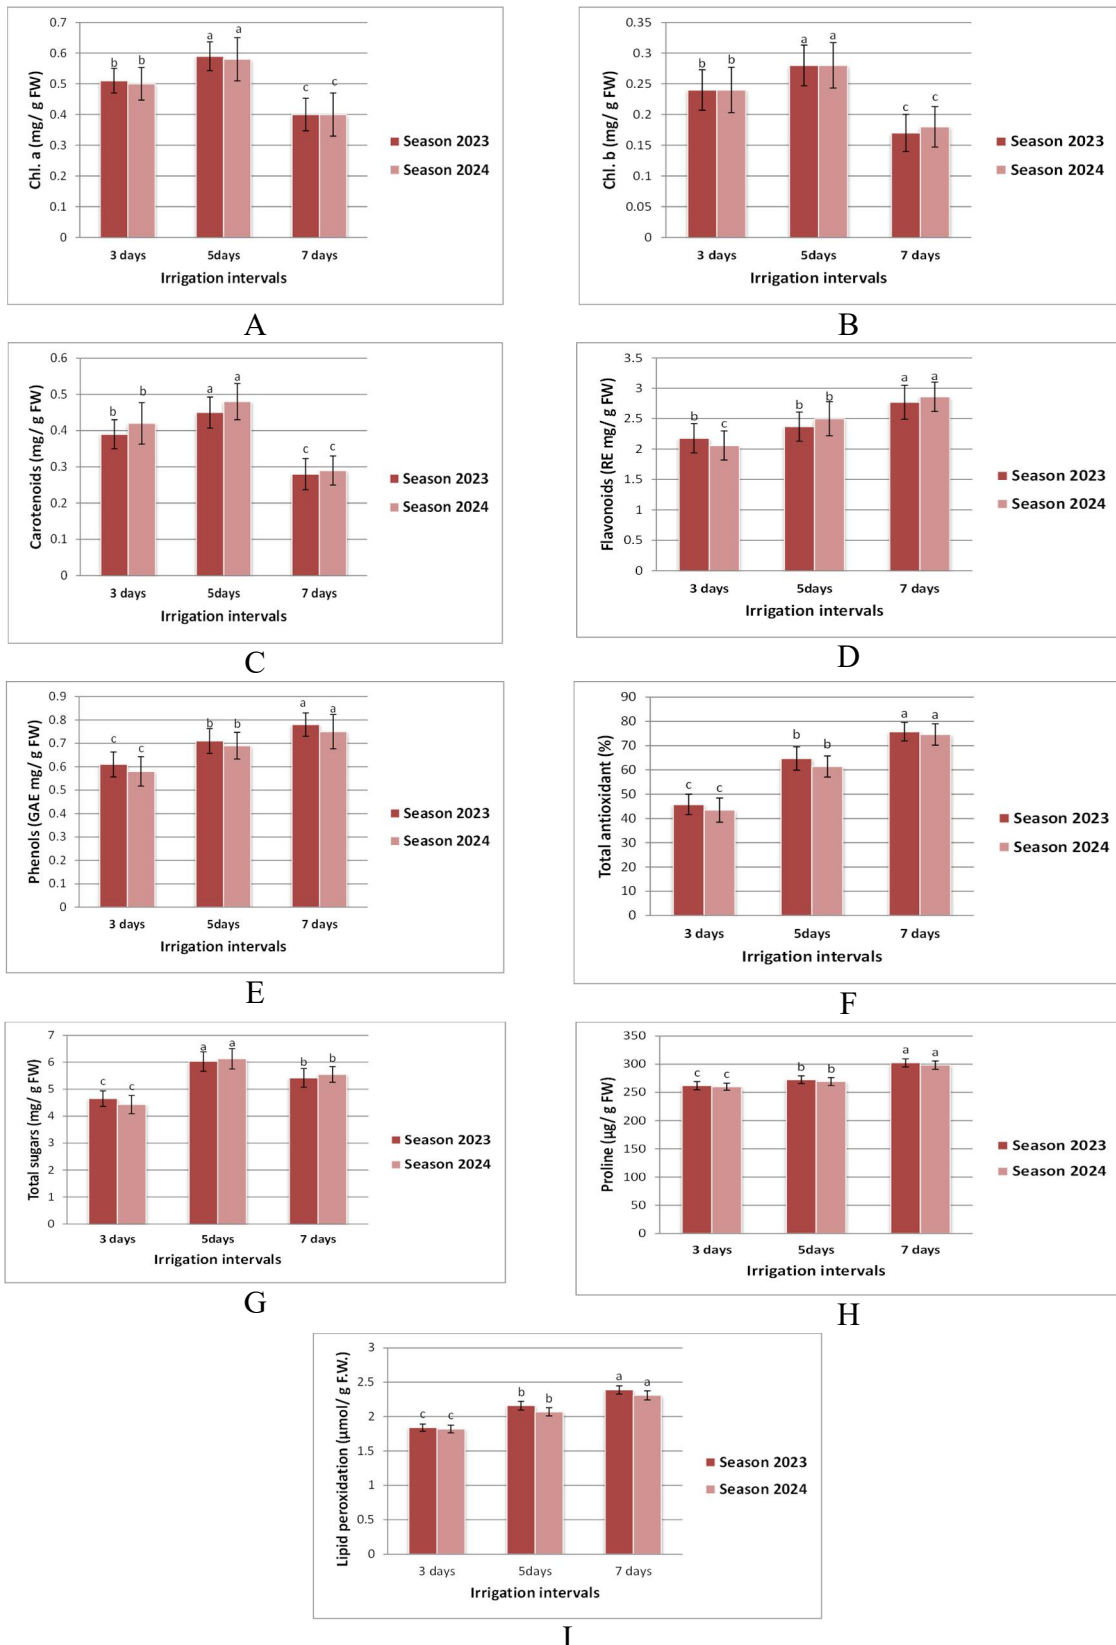 0.7
0.6
0.5
0.4
0.3
0.2
0.1
0
Chl. a (mg/ g FW)
b b a a c c
3 days 5days 7 days
Irrigation intervals
Season 2023
Season 2024
A
0.35
0.3
0.25
0.2
0.15
0.1
0.05
0
Chl. b (mg/ g FW)
b b a a c c
3 days 5days 7 days
Irrigation intervals
Season 2023
Season 2024
B
0.6
0.5
0.4
0.3
0.2
0.1
0
Carotenoids (mg/ g FW)
b b a a c c
3 days 5days 7 days
Irrigation intervals
Season 2023
Season 2024
C
3.5
3
2.5
2
1.5
1
0.5
0
Flavonoids (RE mg/ g FW)
b c b b a a
3 days 5days 7 days
Irrigation intervals
Season 2023
Season 2024
D
0.9
0.8
0.7
0.6
0.5
0.4
0.3
0.2
0.1
0
Phenols (GAE mg/ g FW)
c c b b a a
3 days 5days 7 days
Irrigation intervals
Season 2023
Season 2024
E
90
80
70
60
50
40
30
20
10
0
Total antioxidant (%)
c c b b a a
3 days 5days 7 days
Irrigation intervals
Season 2023
Season 2024
F
7
6
5
4
3
2
1
0
Total sugars (mg/ g FW)
c c a a b b
3 days 5days 7 days
Irrigation intervals
Season 2023
Season 2024
G
350
300
250
200
150
100
50
0
Proline (µg/ g FW)
c c b b a a
3 days 5days 7 days
Irrigation intervals
Season 2023
Season 2024
H
3
2.5
2
1.5
1
0.5
0
Lipid peroxidation (µmol/ g F.W.)
c c b b a a
3 days 5days 7 days
Irrigation intervals
Season 2023
Season 2024
I